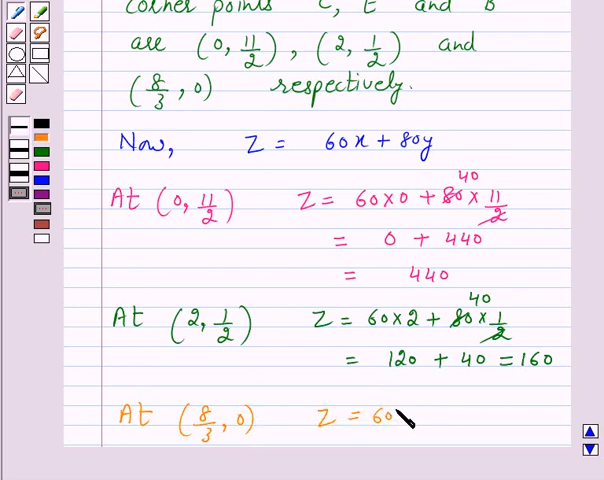 corner points C, E and B
are (0, 11/2), (2, 1/2) and
(8/3, 0) respectively.
Now, Z = 60x + 80y
At (0, 11/2) Z = 60×0 + 80 × 11/2 40
= 0 + 440
= 440
At (2, 1/2) Z = 60×2 + 80 × 1/2 40
= 120 + 40 = 160
At (8/3, 0) Z = 60